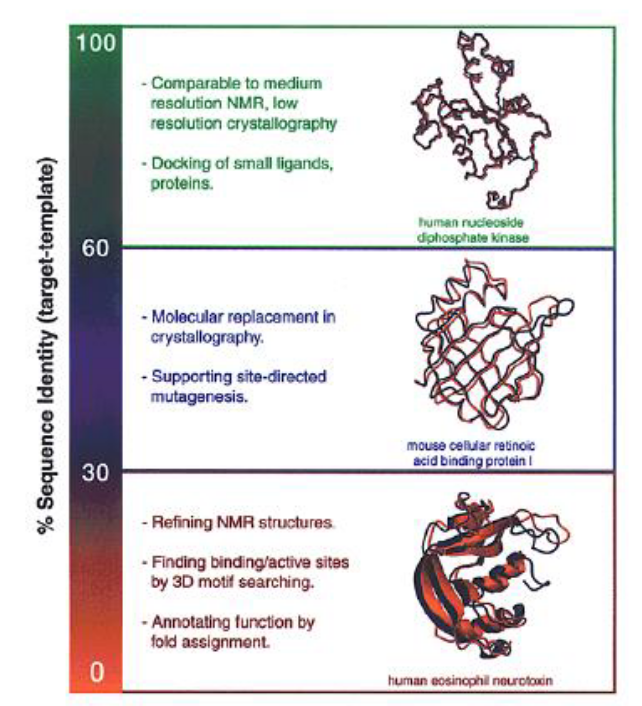 % Sequence Identity (target-template)
100
- Comparable to medium
resolution NMR, low
resolution crystallography
- Docking of small ligands,
proteins.
human nucleoside
diphosphate kinase
60
- Molecular replacement in
crystallography.
- Supporting site-directed
mutagenesis.
mouse cellular retinoic
acid binding protein I
30
- Refining NMR structures.
- Finding binding/active sites
by 3D motif searching.
- Annotating function by
fold assignment.
0
human eosinophil neurotoxin